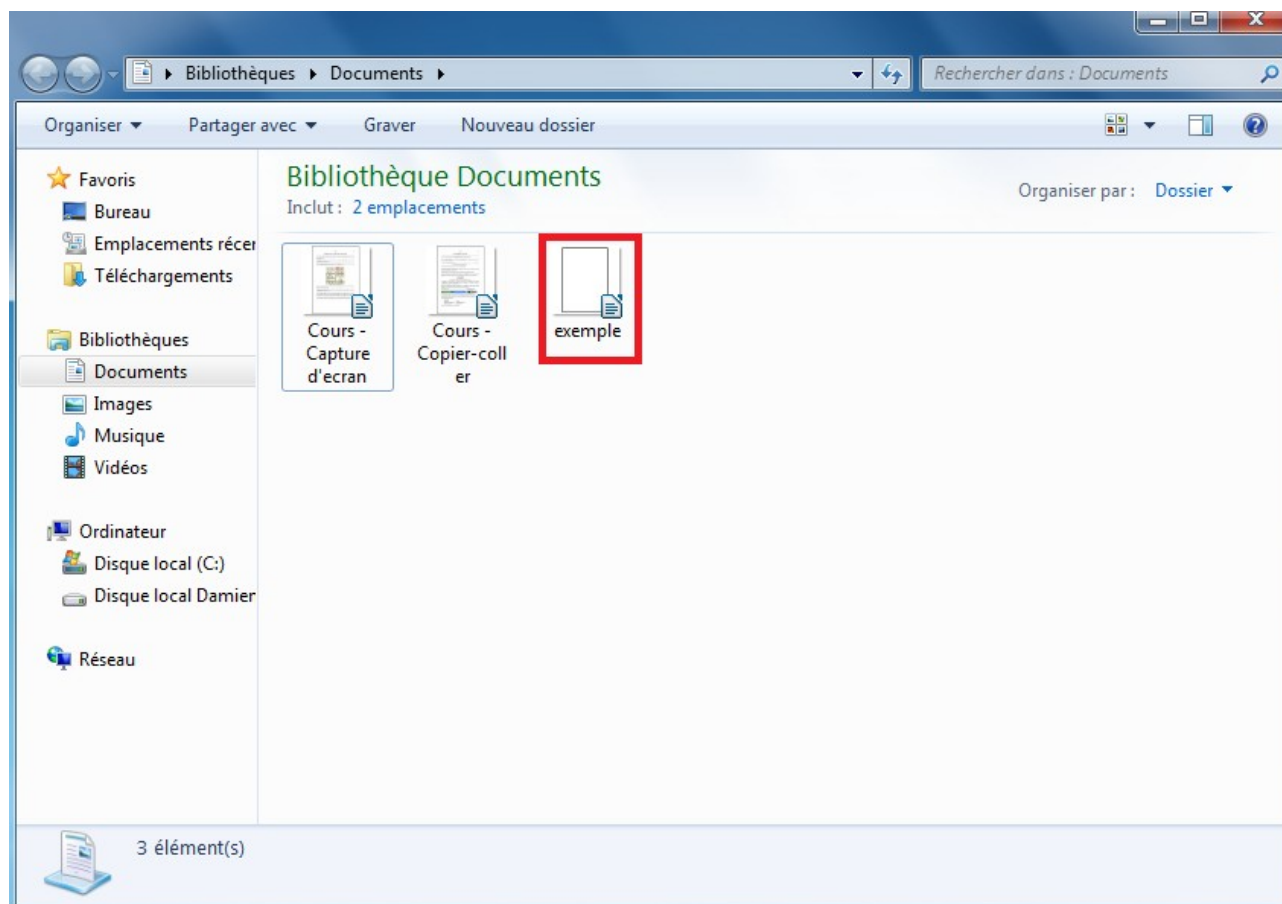 Bibliothèques Documents
Rechercher dans : Documents
Organiser Partager avec Graver Nouveau dossier
Favoris
Bureau
Emplacements récer
Téléchargements
Bibliothèques
Documents
Images
Musique
Vidéos
Ordinateur
Disque local (C:)
Disque local Damier
Réseau
Bibliothèque Documents
Inclut : 2 emplacements
Organiser par : Dossier
Cours -
Capture
d'ecran
Cours -
Copier-coll
er
exemple
3 élément(s)